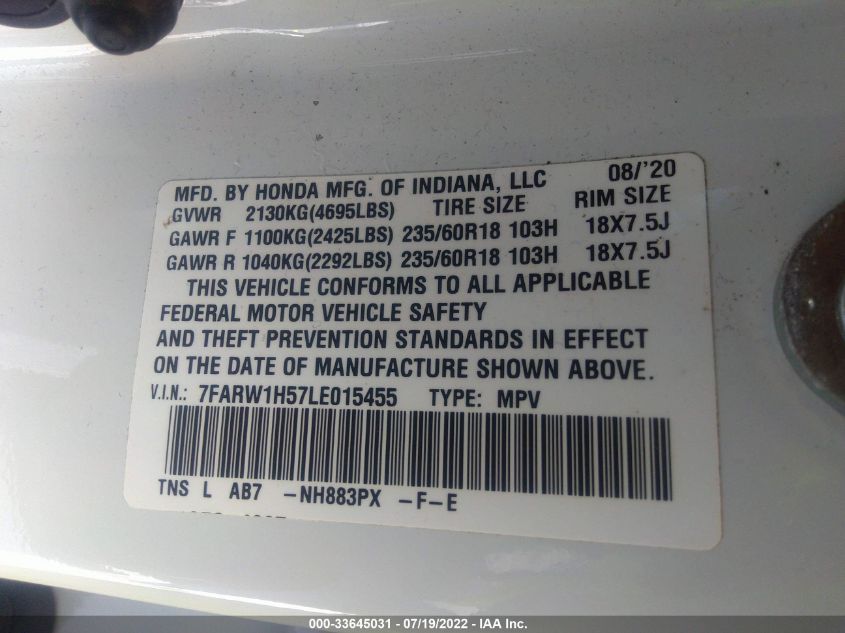 MFD. BY HONDA MFG. OF INDIANA, LLC 08/'20
GVWR 2130KG(4695LBS) TIRE SIZE RIM SIZE
GAWR F 1100KG(2425LBS) 235/60R18 103H 18X7.5J
GAWR R 1040KG(2292LBS) 235/60R18 103H 18X7.5J
THIS VEHICLE CONFORMS TO ALL APPLICABLE
FEDERAL MOTOR VEHICLE SAFETY
AND THEFT PREVENTION STANDARDS IN EFFECT
ON THE DATE OF MANUFACTURE SHOWN ABOVE.
V.I.N.: 7FARW1H57LE015455 TYPE: MPV
TNS L AB7 -NH883PX -F-E
000-33645031 - 07/19/2022 - IAA Inc.